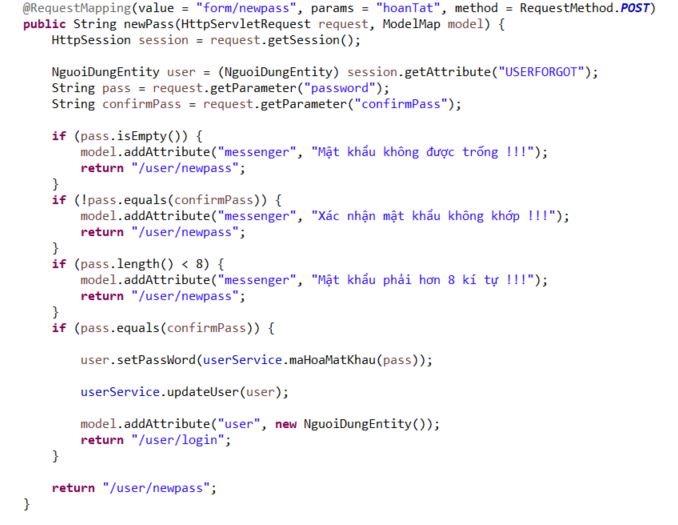 @RequestMapping(value = "form/newpass", params = "hoanTat", method = RequestMethod.POST)
public String newPass(HttpServletRequest request, ModelMap model) {
HttpSession session = request.getSession();
NguoiDungEntity user = (NguoiDungEntity) session.getAttribute("USERFORGOT");
String pass = request.getParameter("password");
String confirmPass = request.getParameter("confirmPass");
if (pass.isEmpty()) {
model.addAttribute("messenger", "Mật khẩu không được trống !!!");
return "/user/newpass";
}
if (!pass.equals(confirmPass)) {
model.addAttribute("messenger", "Xác nhận mật khẩu không khớp !!!");
return "/user/newpass";
}
if (pass.length() < 8) {
model.addAttribute("messenger", "Mật khẩu phải hơn 8 kí tự !!!");
return "/user/newpass";
}
if (pass.equals(confirmPass)) {
user.setPassWord(userService.maHoaMatKhau(pass));
userService.updateUser(user);
model.addAttribute("user", new NguoiDungEntity());
return "/user/login";
}
return "/user/newpass";
}